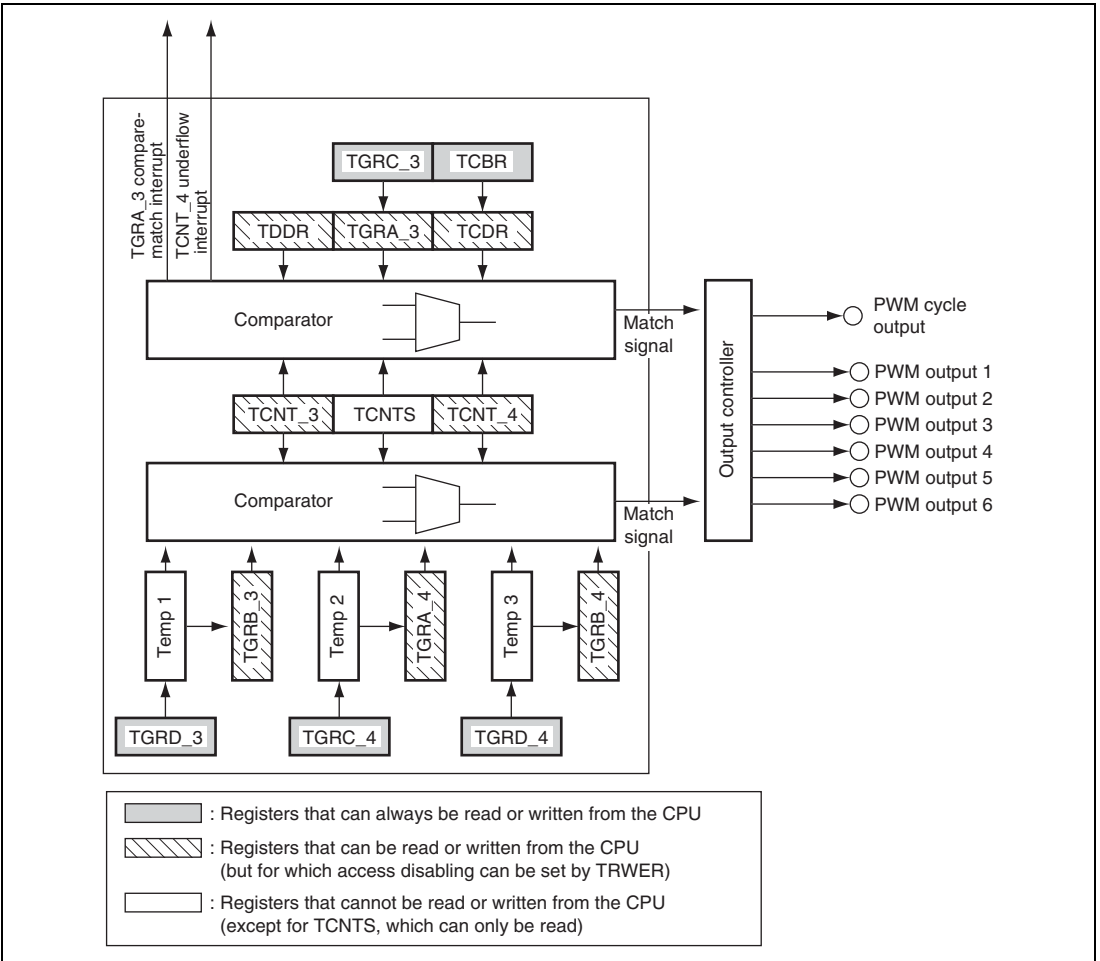 TGRA_3 compare-
match interrupt
TCNT_4 underflow
interrupt
TGRC_3 TCBR
TDDR TGRA_3 TCDR
Comparator
Match
signal
PWM cycle
output
Output controller
PWM output 1
PWM output 2
PWM output 3
PWM output 4
PWM output 5
PWM output 6
TCNT_3 TCNTS TCNT_4
Comparator
Match
signal
Temp 1 TGRB_3 Temp 2 TGRA_4 Temp 3 TGRB_4
TGRD_3 TGRC_4 TGRD_4
: Registers that can always be read or written from the CPU
: Registers that can be read or written from the CPU
(but for which access disabling can be set by TRWER)
: Registers that cannot be read or written from the CPU
(except for TCNTS, which can only be read)